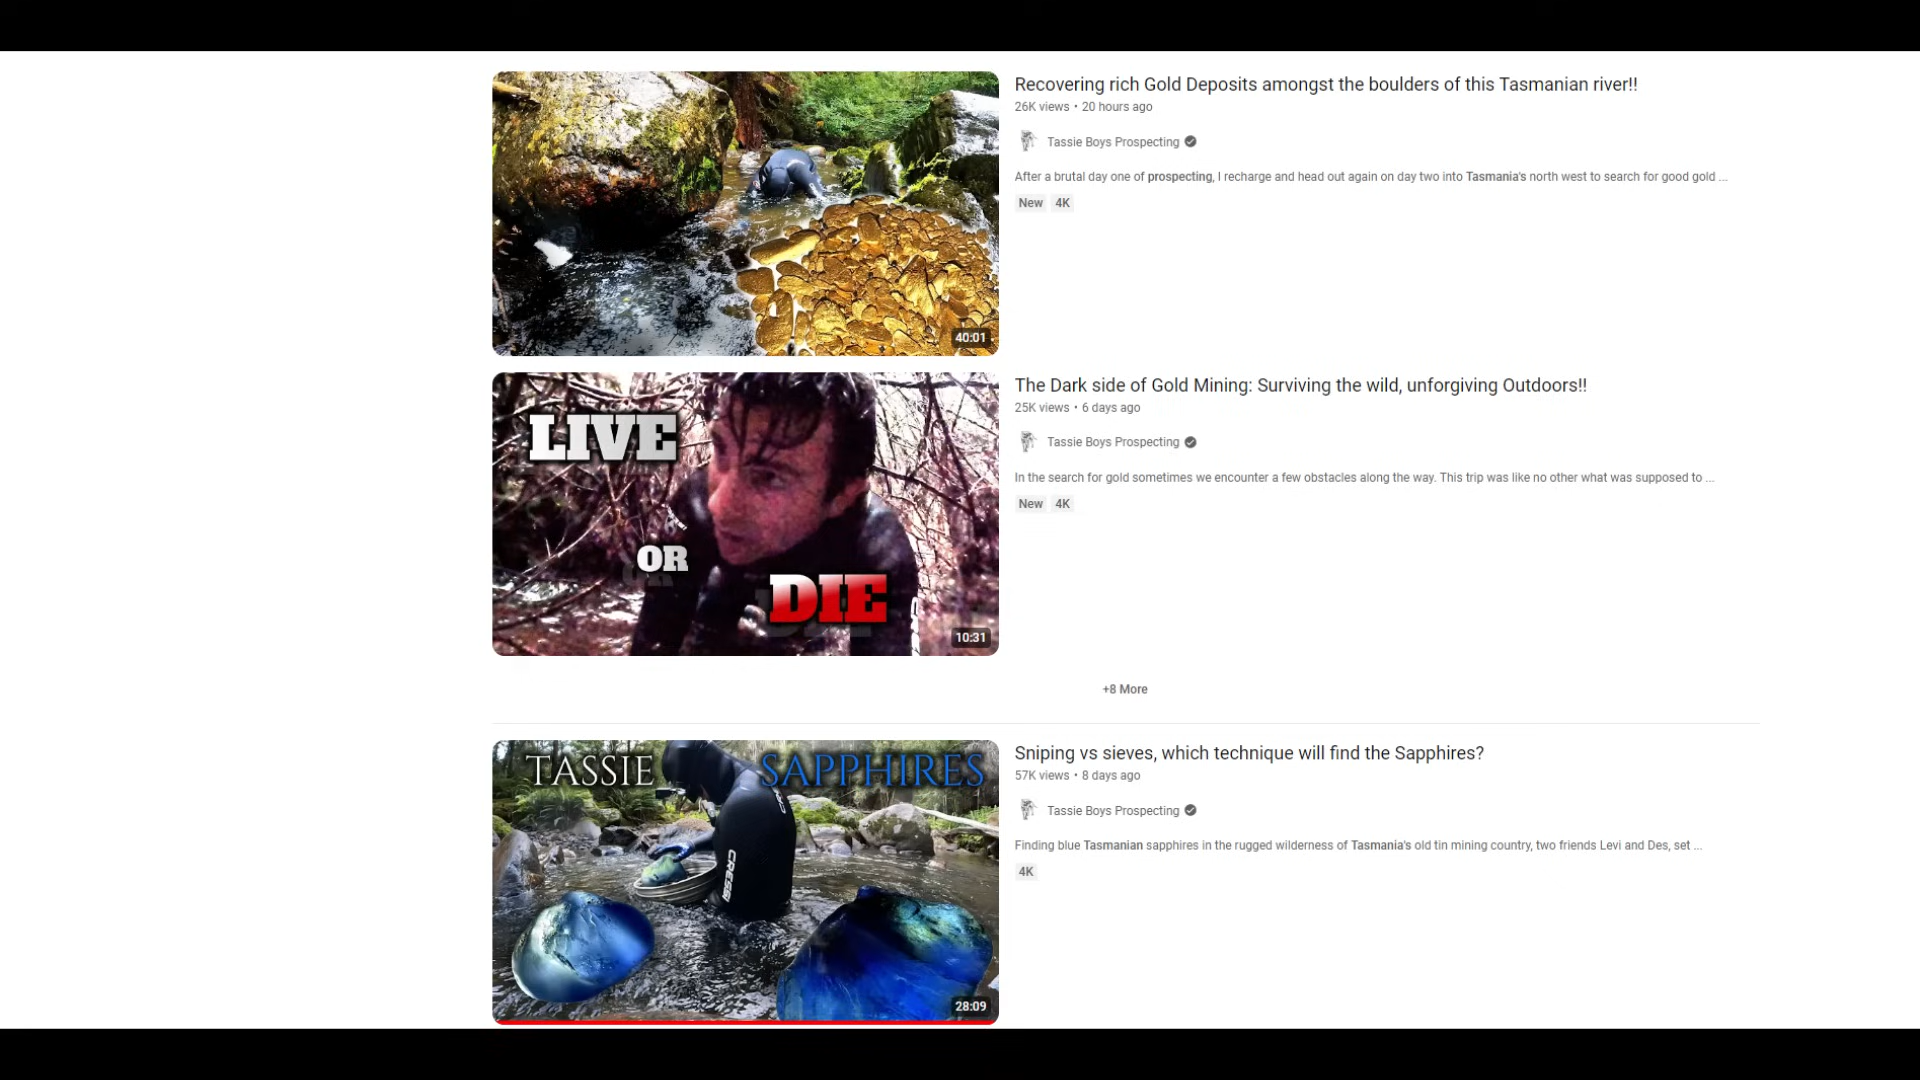 Recovering rich Gold Deposits amongst the boulders of this Tasmanian river!!
26K views • 20 hours ago
Tassie Boys Prospecting
After a brutal day one of prospecting, I recharge and head out again on day two into Tasmania's north west to search for good gold ...
New 4K
40:01
The Dark side of Gold Mining: Surviving the wild, unforgiving Outdoors!!
25K views • 6 days ago
LIVE
Tassie Boys Prospecting
In the search for gold sometimes we encounter a few obstacles along the way. This trip was like no other what was supposed to ...
New 4K
OR
DIE
10:31
+8 More
TASSIE SAPPHIRES
Sniping vs sieves, which technique will find the Sapphires?
57K views • 8 days ago
Tassie Boys Prospecting
Finding blue Tasmanian sapphires in the rugged wilderness of Tasmania's old tin mining country, two friends Levi and Des, set ...
4K
CRESSI
28:09